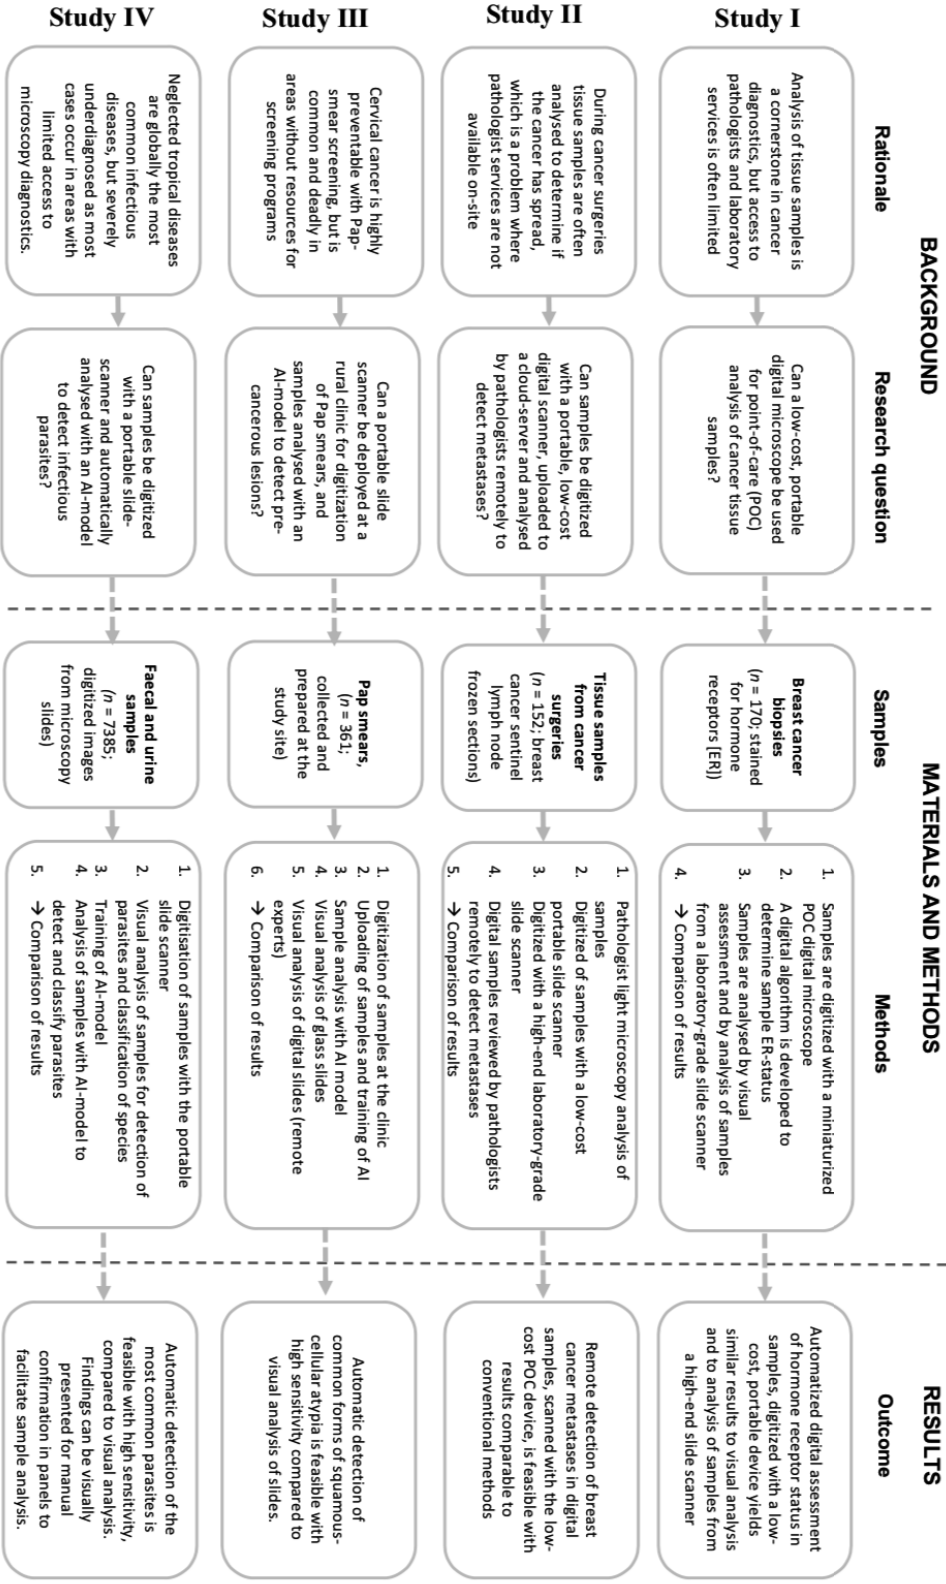 BACKGROUND
MATERIALS AND METHODS
RESULTS
Rationale
Research question
Samples
Methods
Outcome
Study I
Analysis of tissue samples is
a cornerstone in cancer
diagnostics, but access to
pathologists and laboratory
services is often limited
Can a low-cost, portable
digital microscope be used
for point-of-care (POC)
analysis of cancer tissue
samples?
Breast cancer
biopsies
(n = 170; stained
for hormone
receptors [ER])
1. Samples are digitized with a miniaturized
POC digital microscope
2. A digital algorithm is developed to
determine sample ER-status
3. Samples are analysed by visual
assessment and by analysis of samples
from a laboratory-grade slide scanner
4. → Comparison of results
Automatized digital assessment
of hormone receptor status in
samples, digitized with a low-
cost, portable device yields
similar results to visual analysis
and to analysis of samples from
a high-end slide scanner
Study II
During cancer surgeries
tissue samples are often
analysed to determine if
the cancer has spread,
which is a problem where
pathologist services are not
available on-site
Can samples be digitized
with a portable, low-cost
digital scanner, uploaded to
a cloud-server and analysed
by pathologists remotely to
detect metastases?
Tissue samples
from cancer
surgeries
(n = 152; breast
cancer sentinel
lymph node
frozen sections)
1. Pathologist light microscopy analysis of
samples
2. Digitized of samples with a low-cost
portable slide scanner
3. Digitized with a high-end laboratory-grade
slide scanner
4. Digital samples reviewed by pathologists
remotely to detect metastases
5. → Comparison of results
Remote detection of breast
cancer metastases in digital
samples, scanned with the low-
cost POC device, is feasible with
results comparable to
conventional methods
Study III
Cervical cancer is highly
preventable with Pap-
smear screening, but is
common and deadly in
areas without resources for
screening programs
Can a portable slide
scanner be deployed at a
rural clinic for digitization
of Pap smears, and
samples analysed with an
AI-model to detect pre-
cancerous lesions?
Pap smears,
(n = 361;
collected and
prepared at the
study site)
1. Digitization of samples at the clinic
2. Uploading of samples and training of AI
3. Sample analysis with AI model
4. Visual analysis of glass slides
5. Visual analysis of digital slides (remote
experts)
6. → Comparison of results
Automatic detection of
common forms of squamous-
cellular atypia is feasible with
high sensitivity compared to
visual analysis of slides.
Study IV
Neglected tropical diseases
are globally the most
common infectious
diseases, but severely
underdiagnosed as most
cases occur in areas with
limited access to
microscopy diagnostics.
Can samples be digitized
with a portable slide-
scanner and automatically
analysed with an AI-model
to detect infectious
parasites?
Faecal and urine
samples
(n = 7385;
digitized images
from microscopy
slides)
1. Digitisation of samples with the portable
slide scanner
2. Visual analysis of samples for detection of
parasites and classification of species
3. Training of AI-model
4. Analysis of samples with AI-model to
detect and classify parasites
5. → Comparison of results
Automatic detection of the
most common parasites is
feasible with high sensitivity,
compared to visual analysis.
Findings can be visually
presented for manual
confirmation in panels to
facilitate sample analysis.